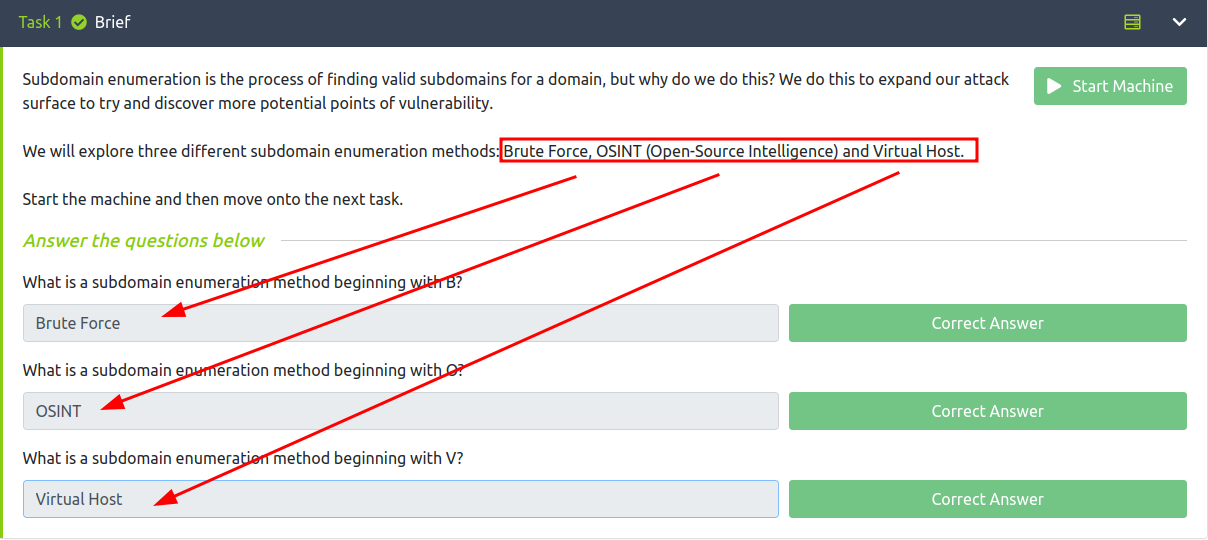 Task 1 Brief
Subdomain enumeration is the process of finding valid subdomains for a domain, but why do we do this? We do this to expand our attack
surface to try and discover more potential points of vulnerability.
Start Machine
We will explore three different subdomain enumeration methods: Brute Force, OSINT (Open-Source Intelligence) and Virtual Host.
Start the machine and then move onto the next task.
Answer the questions below
What is a subdomain enumeration method beginning with B?
Brute Force
Correct Answer
What is a subdomain enumeration method beginning with O?
OSINT
Correct Answer
What is a subdomain enumeration method beginning with V?
Virtual Host
Correct Answer